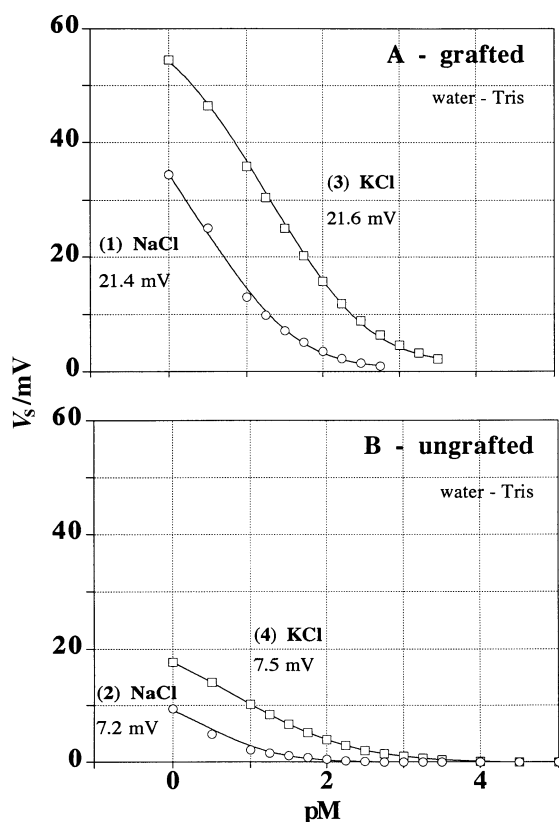 60
A - grafted
water - Tris
40
(3) KCl
21.6 mV
(1) NaCl
21.4 mV
20
0
Vs/mV
60
B - ungrafted
water - Tris
40
20
(4) KCl
7.5 mV
(2) NaCl
7.2 mV
0
0 2 4
pM